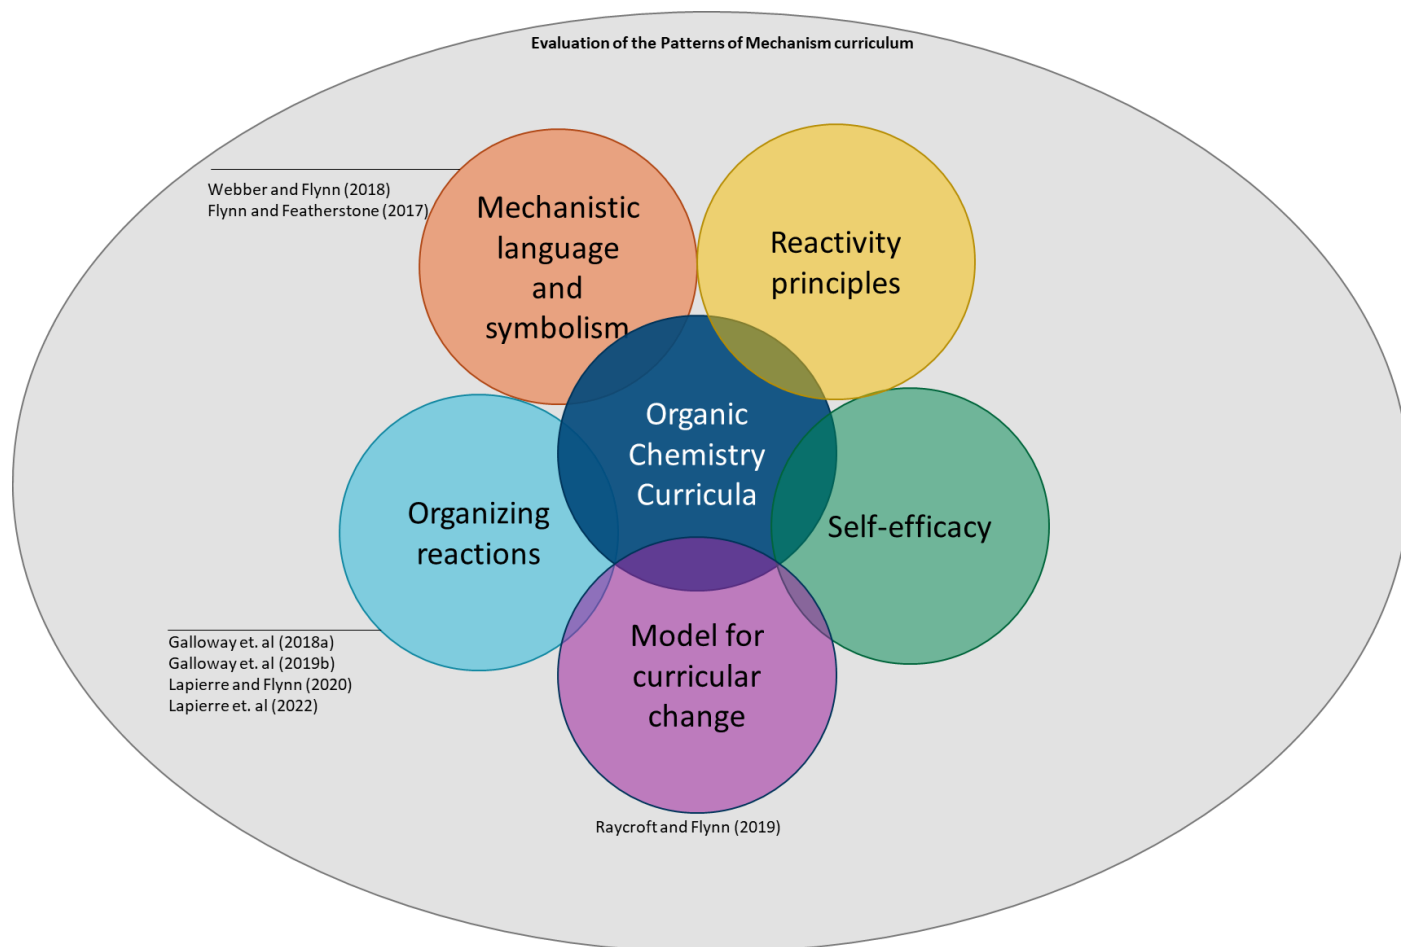 Evaluation of the Patterns of Mechanism curriculum
Webber and Flynn (2018)
Flynn and Featherstone (2017)
Mechanistic
language
and
symbolism
Reactivity
principles
Organic
Chemistry
Curricula
Organizing
reactions
Self-efficacy
Galloway et. al (2018a)
Galloway et. al (2019b)
Lapierre and Flynn (2020)
Lapierre et. al (2022)
Model for
curricular
change
Raycroft and Flynn (2019)